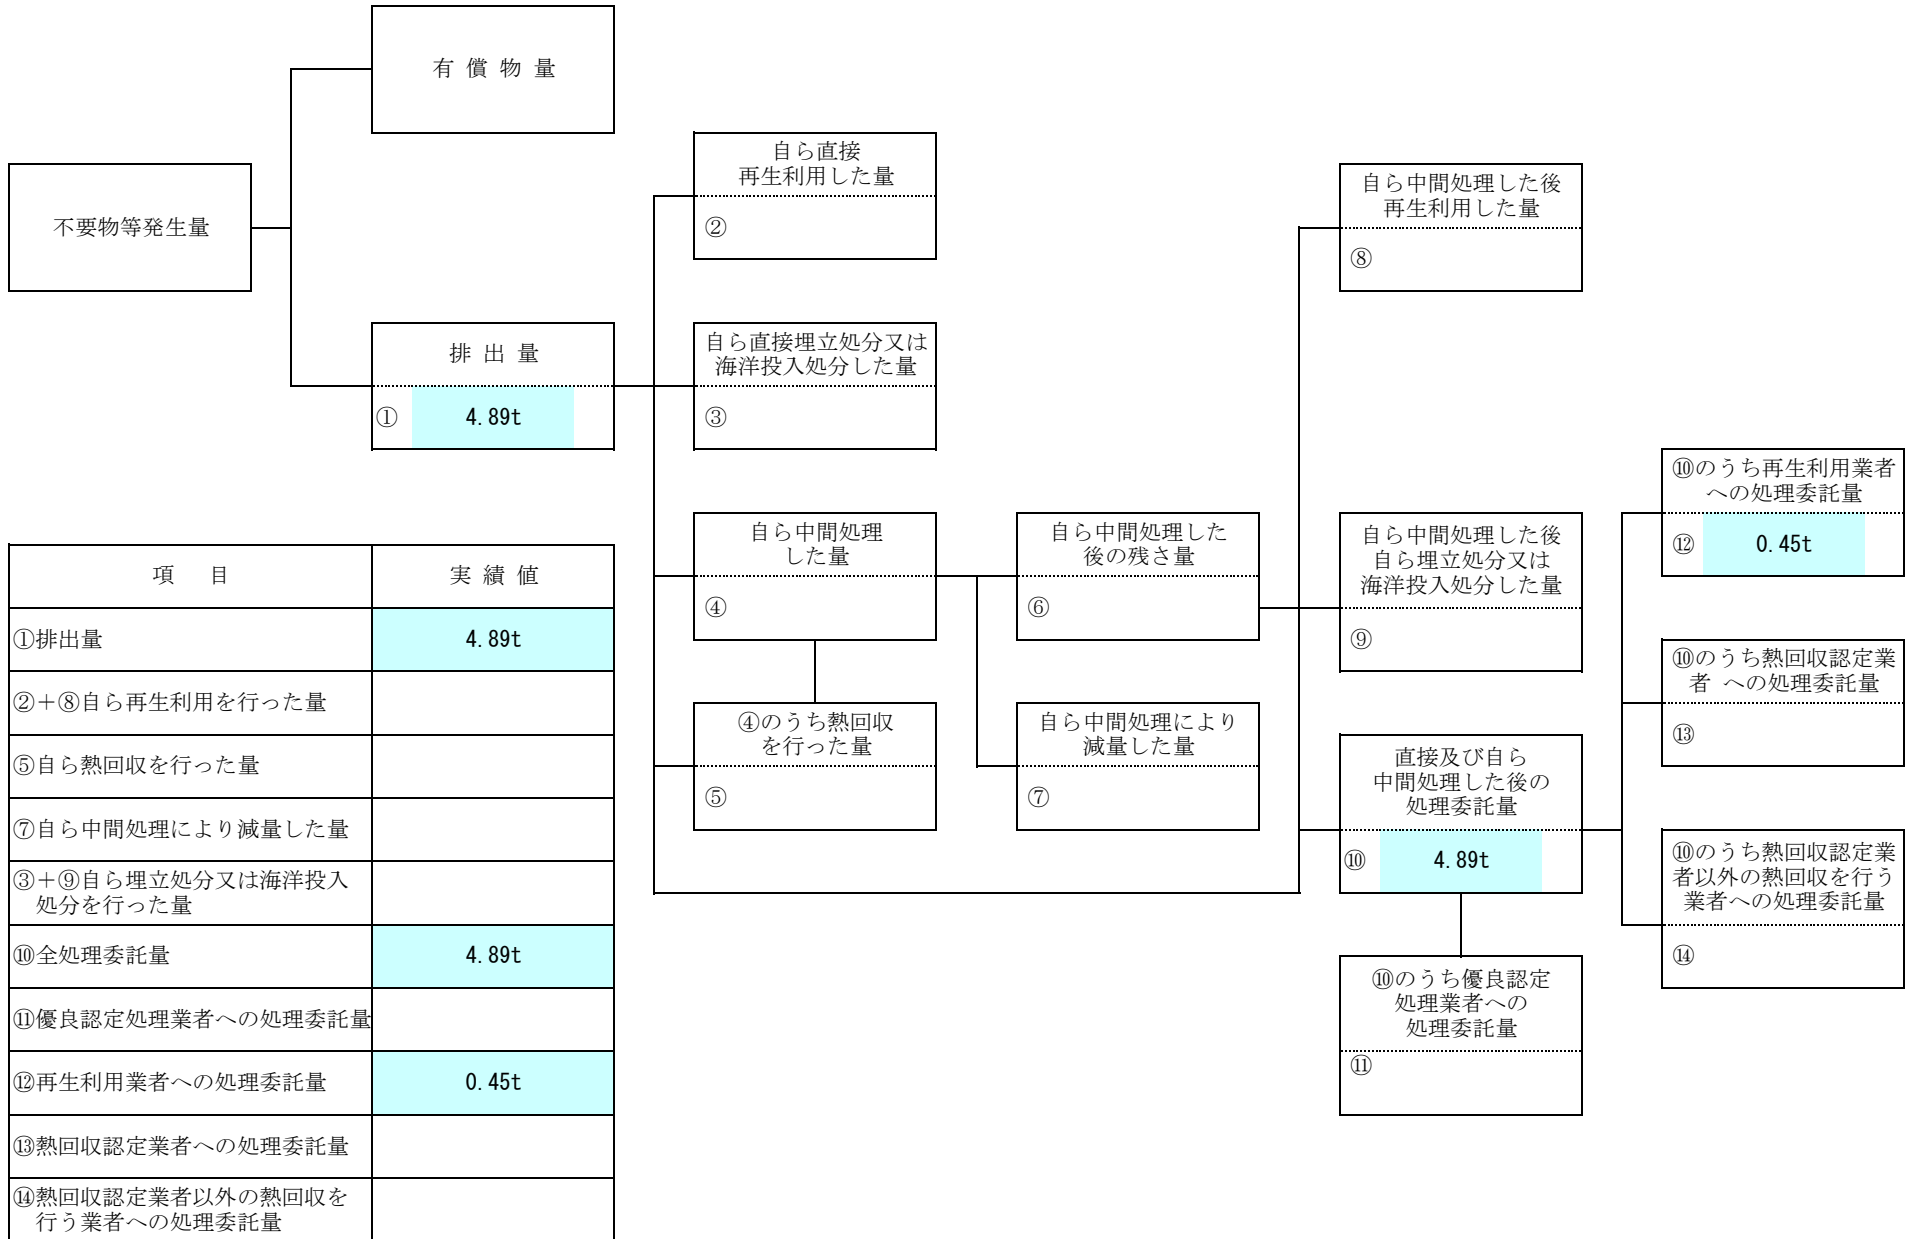 有 償 物 量
不要物等発生量
排 出 量
① 4.89t
自ら直接
再生利用した量
②
自ら直接埋立処分又は
海洋投入処分した量
③
自ら中間処理
した量
④
④のうち熱回収
を行った量
⑤
自ら中間処理した
後の残さ量
⑥
自ら中間処理により
減量した量
⑦
自ら中間処理した後
再生利用した量
⑧
自ら中間処理した後
自ら埋立処分又は
海洋投入処分した量
⑨
直接及び自ら
中間処理した後の
処理委託量
⑩ 4.89t
⑩のうち優良認定
処理業者への
処理委託量
⑪
⑩のうち再生利用業者
への処理委託量
⑫ 0.45t
⑩のうち熱回収認定業
者 への処理委託量
⑬
⑩のうち熱回収認定業
者以外の熱回収を行う
業者への処理委託量
⑭
項 目 実 績 値
①排出量 4.89t
②+⑧自ら再生利用を行った量
⑤自ら熱回収を行った量
⑦自ら中間処理により減量した量
③+⑨自ら埋立処分又は海洋投入
処分を行った量
⑩全処理委託量 4.89t
⑪優良認定処理業者への処理委託量
⑫再生利用業者への処理委託量 0.45t
⑬熱回収認定業者への処理委託量
⑭熱回収認定業者以外の熱回収を
行う業者への処理委託量